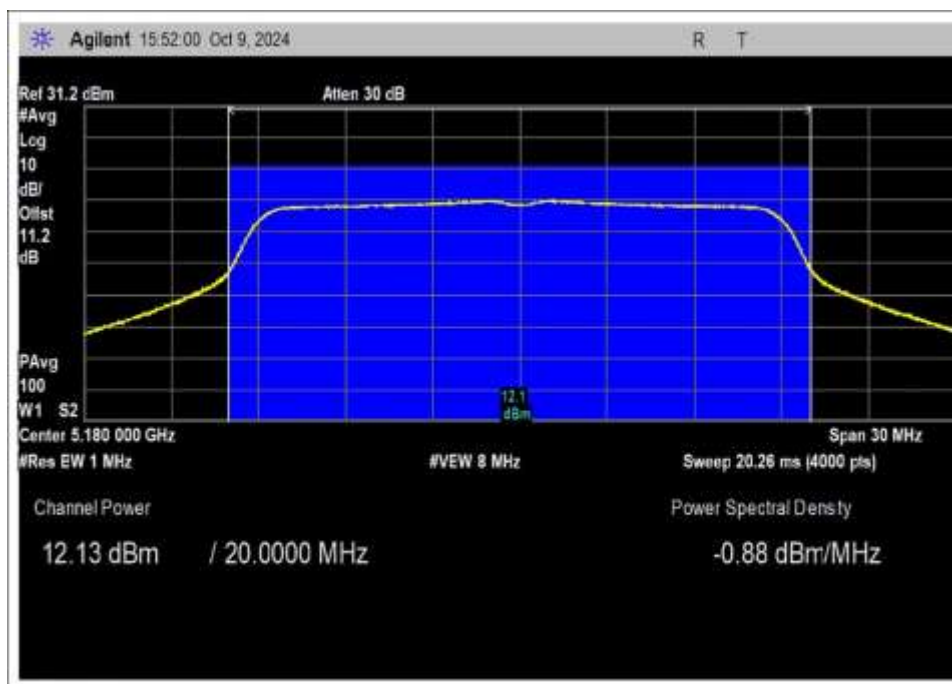 Agilent 15:52:00 Oct 9, 2024 R T
Ref 31.2 dBm Atten 30 dB
#Avg
Log
10
dB/
Offst
11.2
dB
PAvg
100
W1 S2
12.1
dBm
Center 5.180 000 GHz Span 30 MHz
#Res BW 1 MHz #VBW 8 MHz Sweep 20.26 ms (4000 pts)
Channel Power Power Spectral Density
12.13 dBm / 20.0000 MHz -0.88 dBm/MHz